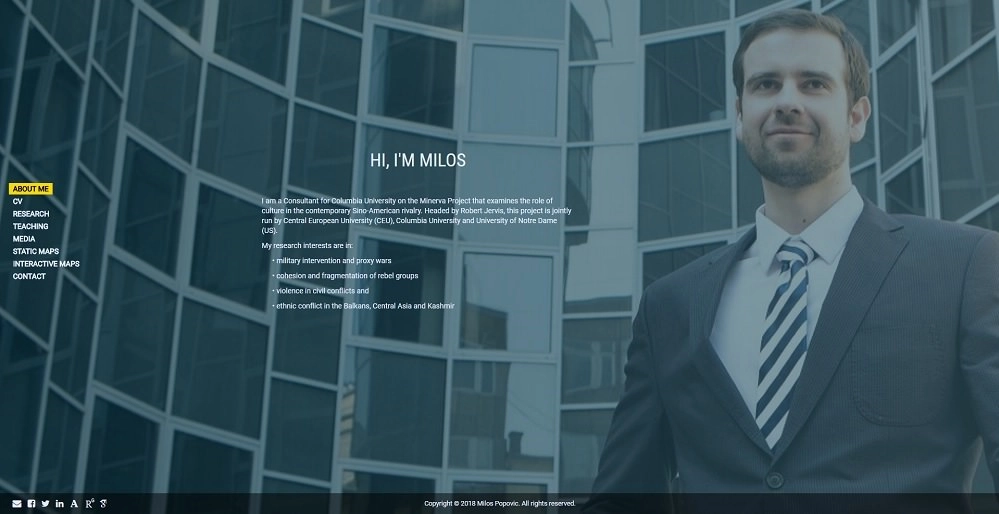 HI, I'M MILOS
ABOUT ME
CV
RESEARCH
TEACHING
MEDIA
STATIC MAPS
INTERACTIVE MAPS
CONTACT
I am a Consultant for Columbia University on the Minerva Project that examines the role of
culture in the contemporary Sino-American rivalry. Headed by Robert Jervis, this project is jointly
run by Central European University (CEU), Columbia University and University of Notre Dame
(US).
My research interests are in:
• military intervention and proxy wars
• cohesion and fragmentation of rebel groups
• violence in civil conflicts and
• ethnic conflict in the Balkans, Central Asia and Kashmir
Copyright © 2018 Milos Popovic. All rights reserved.